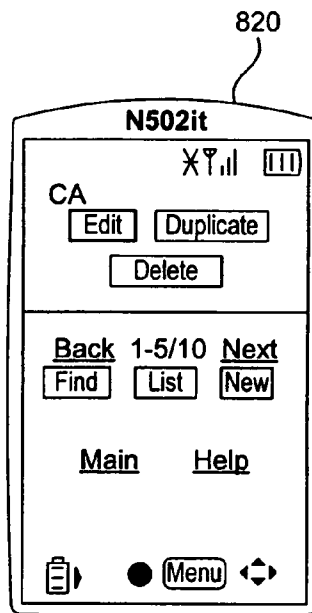 820
N502it
CA
Edit Duplicate
Delete
Back 1-5/10 Next
Find List New
Main Help
Menu